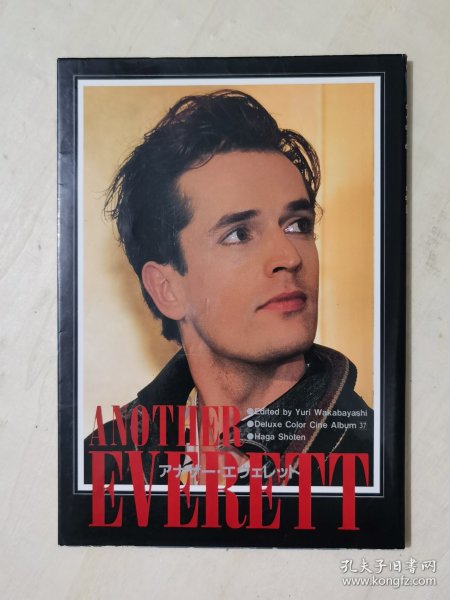 ANOTHER
●Edited by Yuri Wakabayashi
●Deluxe Color Cine Album 37
●Haga Shoten
アナザー・エヴェレット
EVERETT
孔夫子旧书网
www.kongfz.com